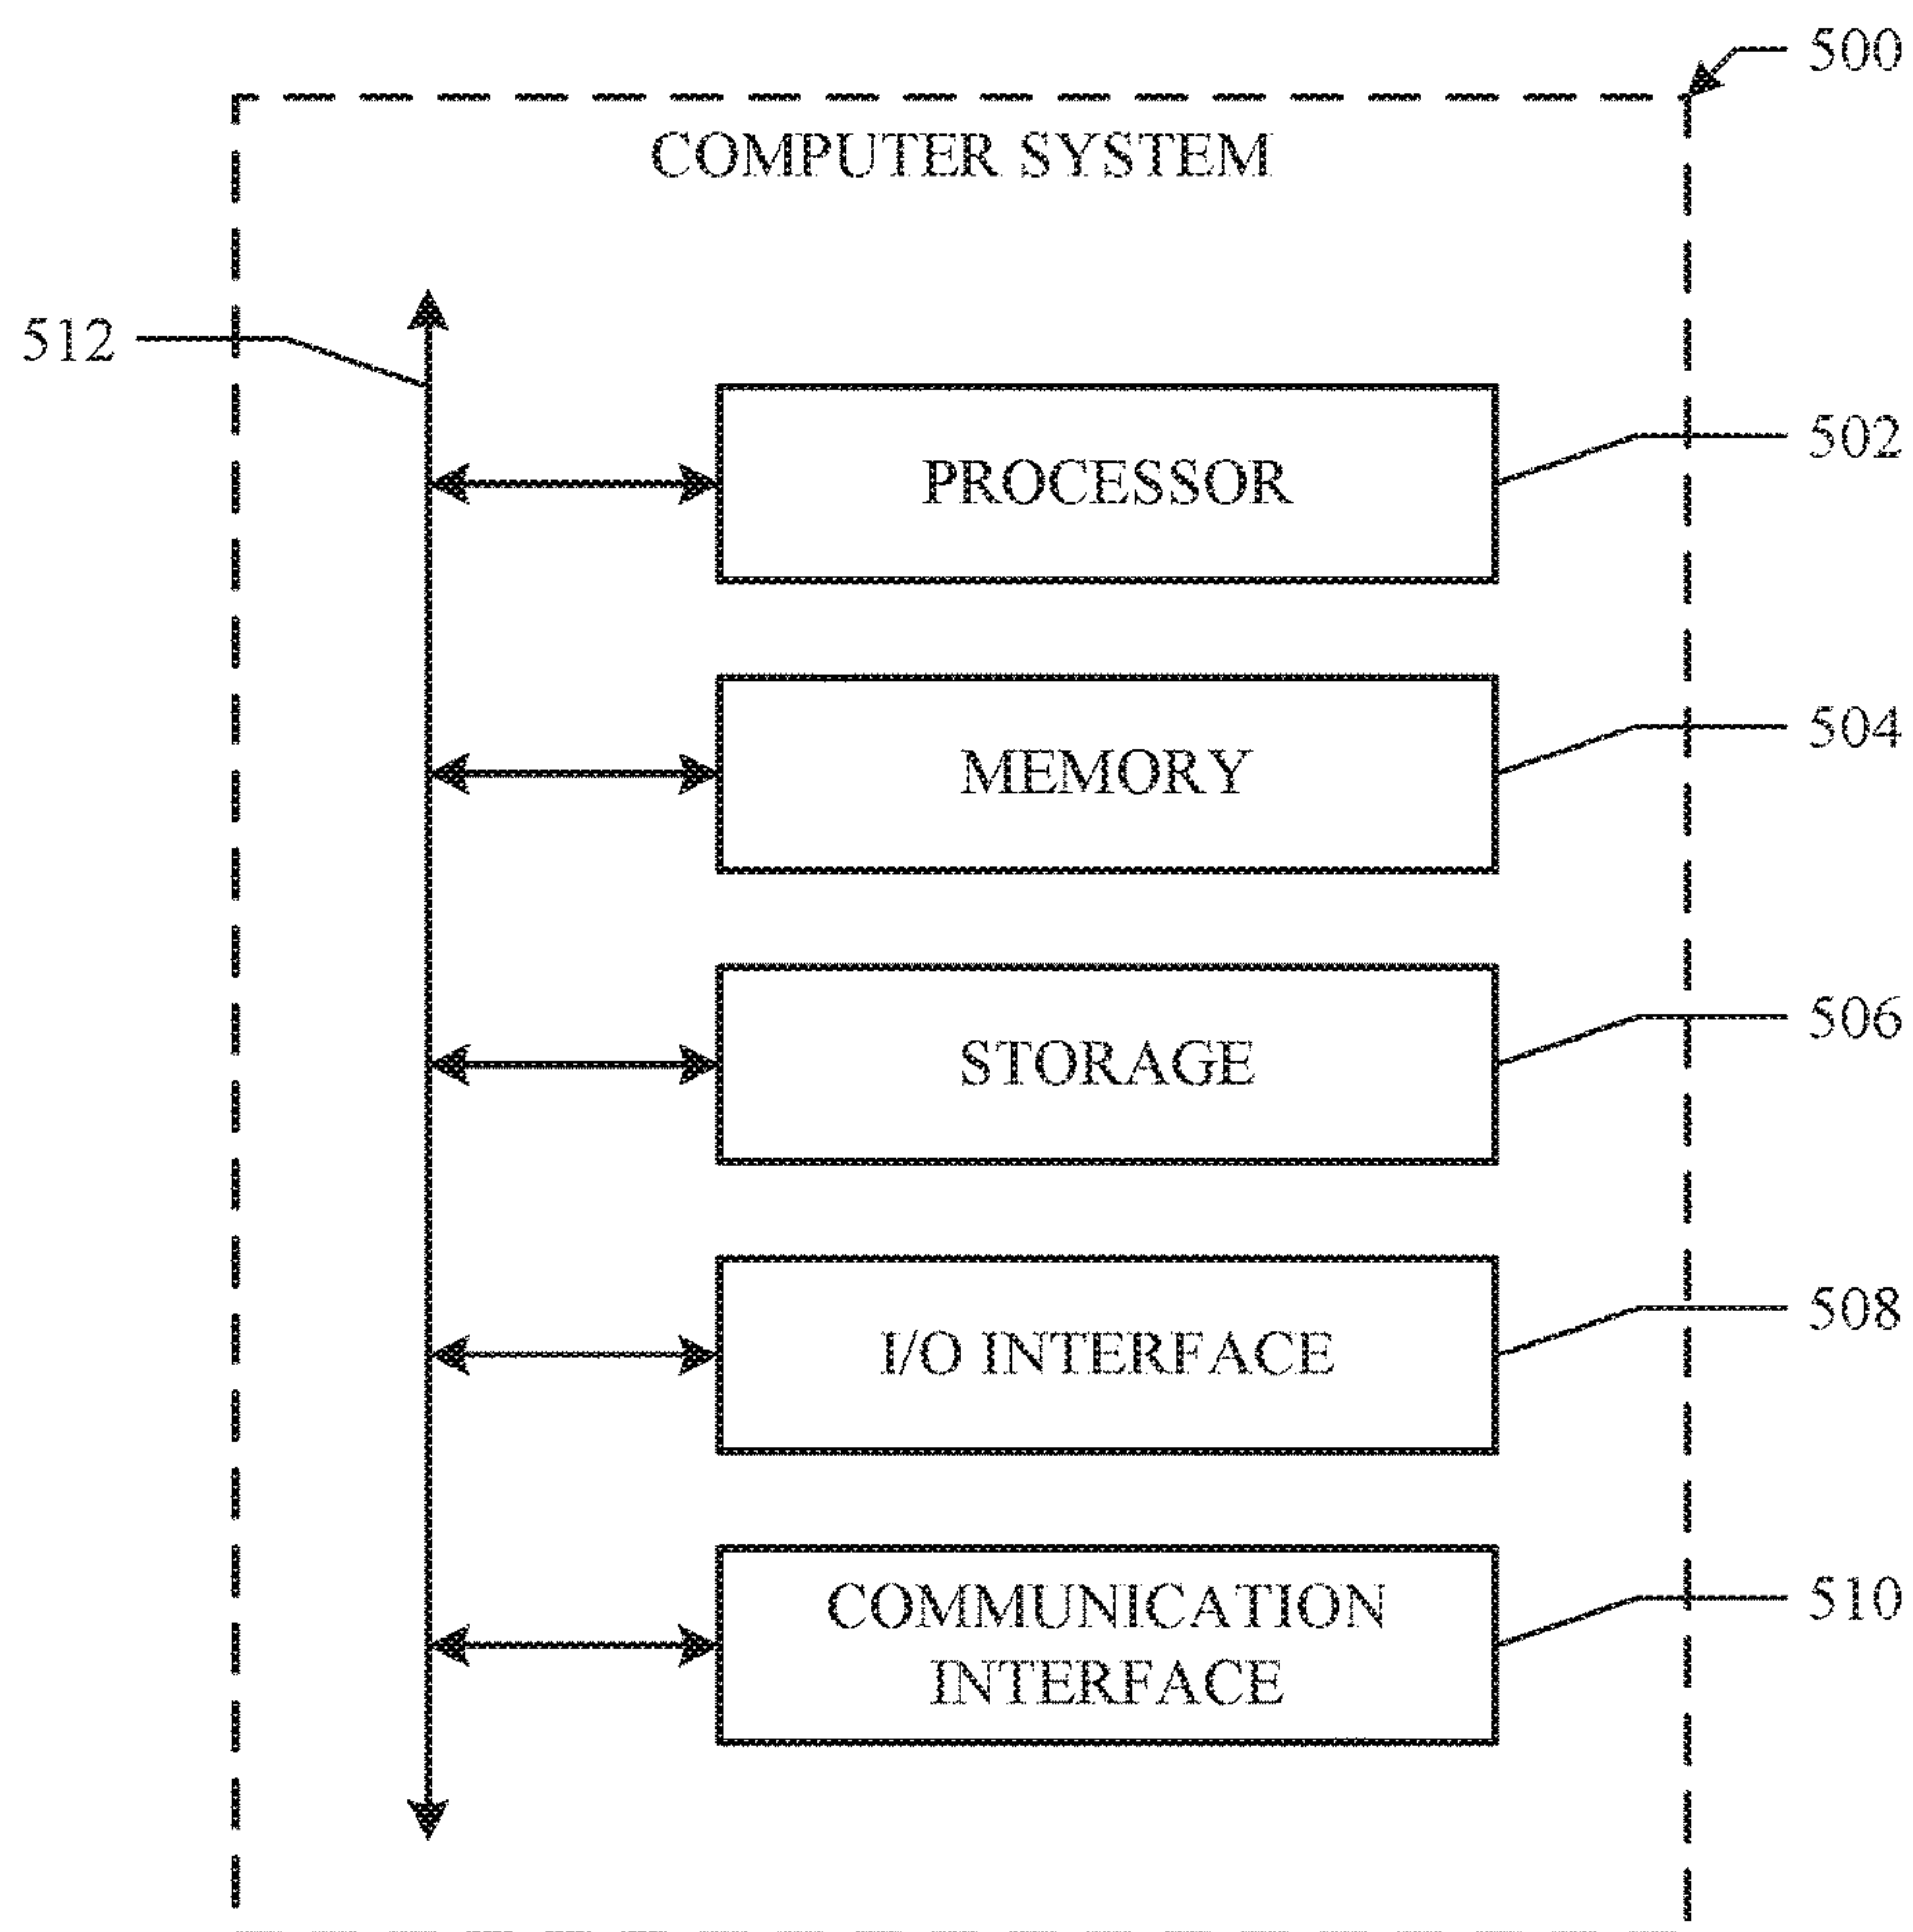 500
COMPUTER SYSTEM
512
PROCESSOR
502
MEMORY
504
STORAGE
506
I/O INTERFACE
508
COMMUNICATION
INTERFACE
510